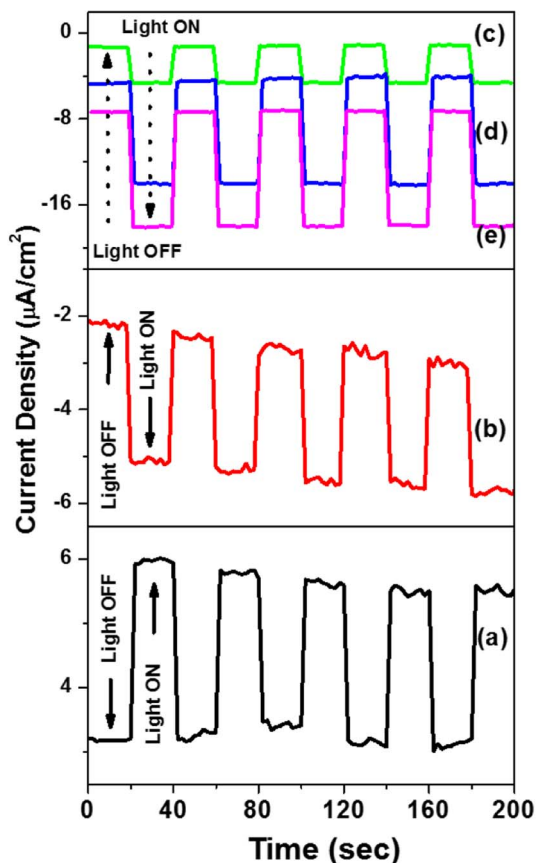 0
Light ON
(c)
-8
(d)
-16
Light OFF
(e)
Current Density (μA/cm²)
-2
Light ON
-4
Light OFF
(b)
-6
6
Light OFF
(a)
4
Light ON
0 40 80 120 160 200
Time (sec)